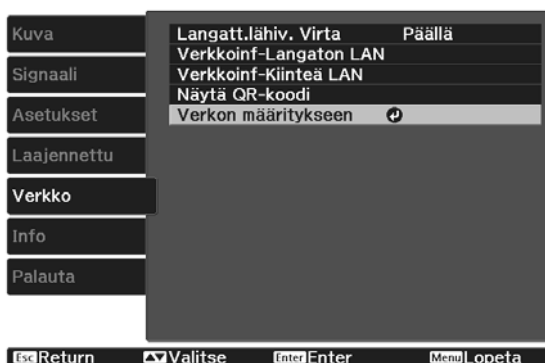 Kuva
Signaali
Asetukset
Laajennettu
Verkko
Info
Palauta
Langatt.lähiv. Virta Päällä
Verkkoinf-Langaton LAN
Verkkoinf-Kiinteä LAN
Näytä QR-koodi
Verkon määritykseen
Esc Return Valitse Enter Enter Menu Lopeta